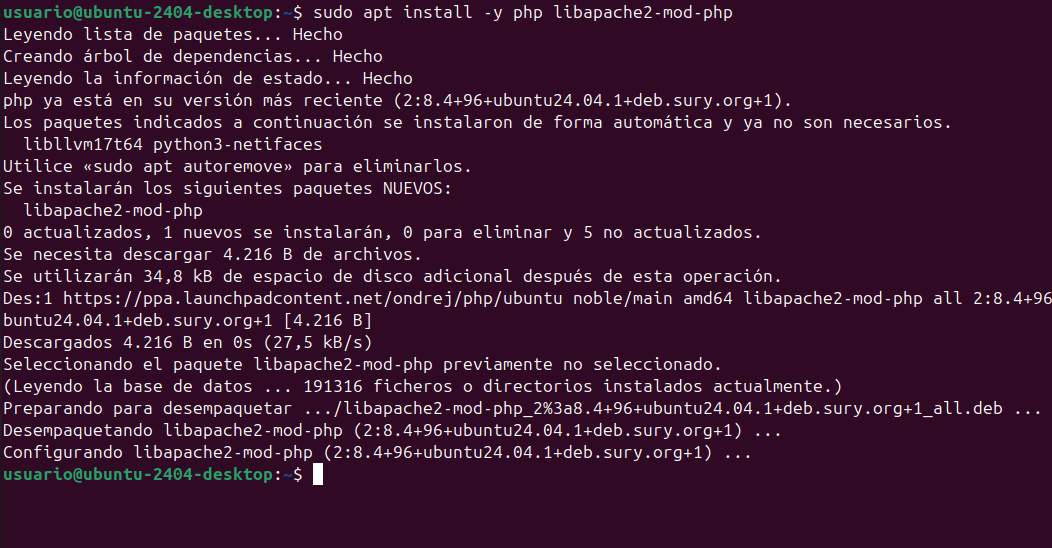 usuario@ubuntu-2404-desktop:~$ sudo apt install -y php libapache2-mod-php
Leyendo lista de paquetes... Hecho
Creando árbol de dependencias... Hecho
Leyendo la información de estado... Hecho
php ya está en su versión más reciente (2:8.4+96+ubuntu24.04.1+deb.sury.org+1).
Los paquetes indicados a continuación se instalaron de forma automática y ya no son necesarios.
  libllvm17t64 python3-netifaces
Utilice «sudo apt autoremove» para eliminarlos.
Se instalarán los siguientes paquetes NUEVOS:
  libapache2-mod-php
0 actualizados, 1 nuevos se instalarán, 0 para eliminar y 5 no actualizados.
Se necesita descargar 4.216 B de archivos.
Se utilizarán 34,8 kB de espacio de disco adicional después de esta operación.
Des:1 https://ppa.launchpadcontent.net/ondrej/php/ubuntu noble/main amd64 libapache2-mod-php all 2:8.4+96
buntu24.04.1+deb.sury.org+1 [4.216 B]
Descargados 4.216 B en 0s (27,5 kB/s)
Seleccionando el paquete libapache2-mod-php previamente no seleccionado.
(Leyendo la base de datos ... 191316 ficheros o directorios instalados actualmente.)
Preparando para desempaquetar .../libapache2-mod-php_2%3a8.4+96+ubuntu24.04.1+deb.sury.org+1_all.deb ...
Desempaquetando libapache2-mod-php (2:8.4+96+ubuntu24.04.1+deb.sury.org+1) ...
Configurando libapache2-mod-php (2:8.4+96+ubuntu24.04.1+deb.sury.org+1) ...
usuario@ubuntu-2404-desktop:~$